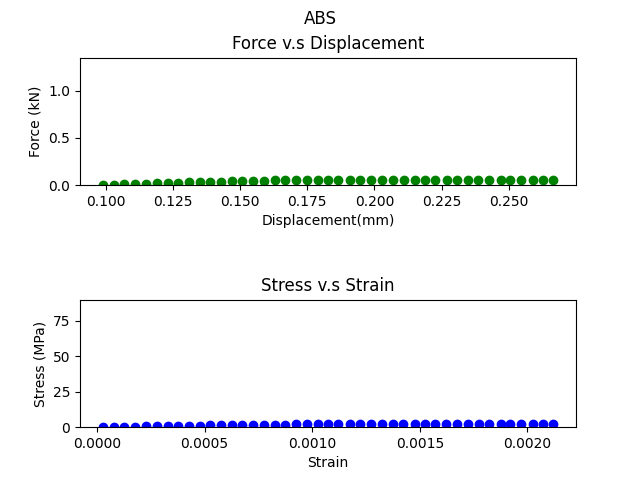 ABS
Force v.s Displacement
1.0
0.5
0.0
Force (kN)
0.100 0.125 0.150 0.175 0.200 0.225 0.250
Displacement(mm)
Stress v.s Strain
75
50
25
0
Stress (MPa)
0.0000 0.0005 0.0010 0.0015 0.0020
Strain